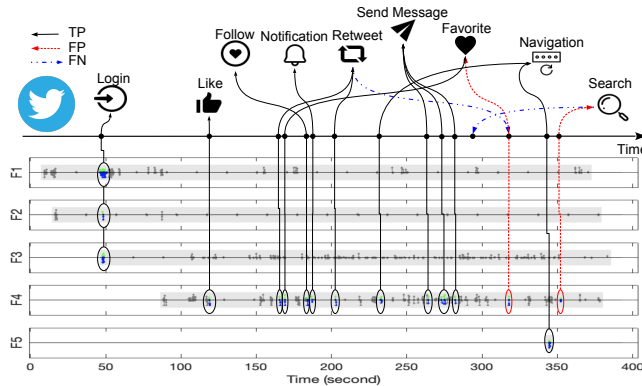 TP
FP
FN
Follow
Notification
Retweet
Send Message
Favorite
Navigation
Login
Like
Search
Time
F1
F2
F3
F4
F5
0
50
100
150
200
250
300
350
400
Time (second)